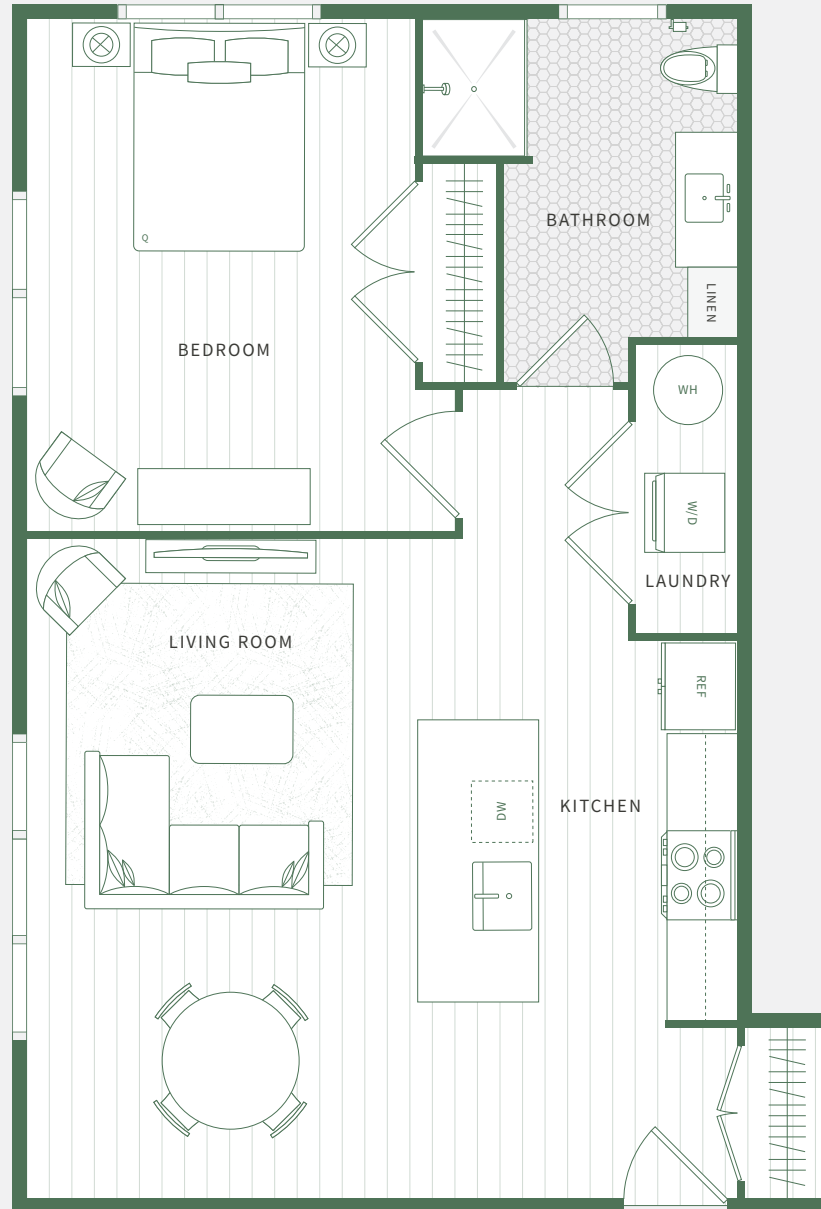 Q
BATHROOM
LINEN
BEDROOM
WH
W/D
LAUNDRY
LIVING ROOM
REF
DW
KITCHEN